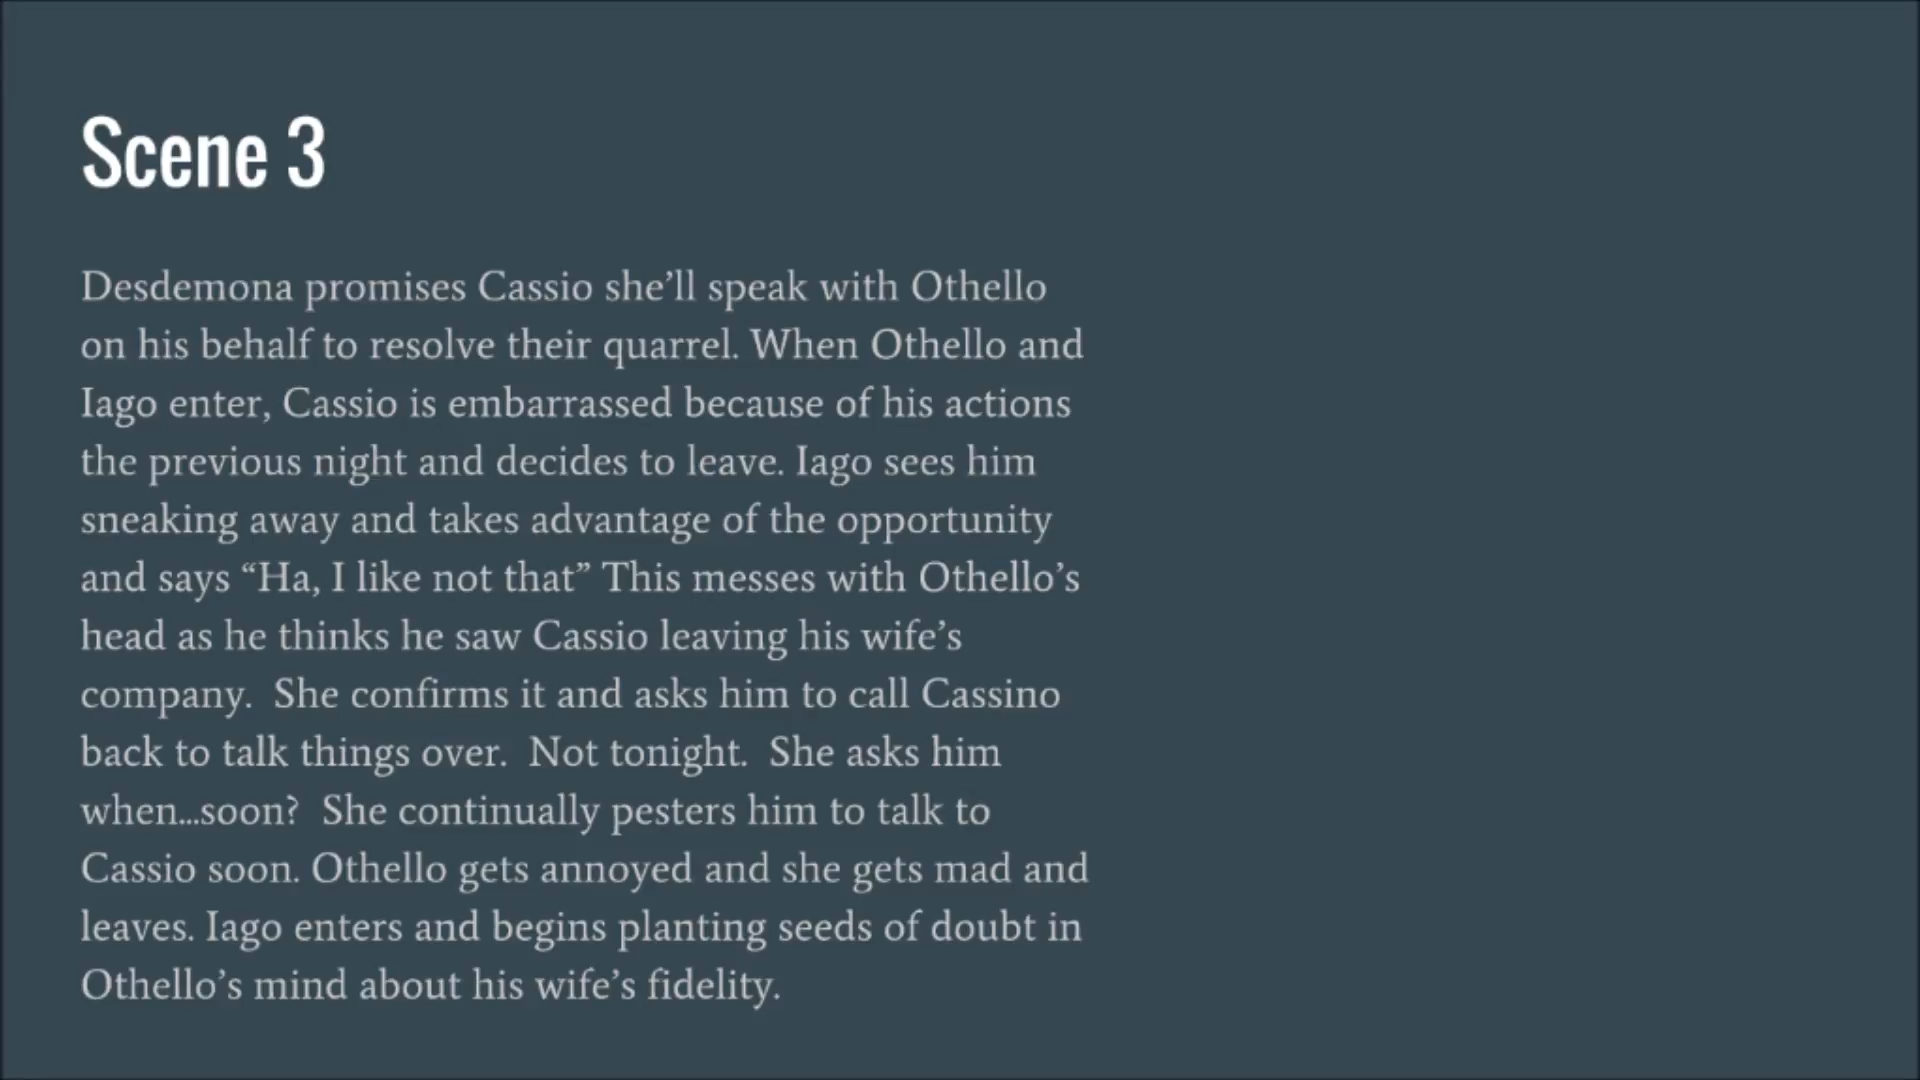 Scene 3
Desdemona promises Cassio she’ll speak with Othello
on his behalf to resolve their quarrel. When Othello and
Iago enter, Cassio is embarrassed because of his actions
the previous night and decides to leave. Iago sees him
sneaking away and takes advantage of the opportunity
and says “Ha, I like not that” This messes with Othello’s
head as he thinks he saw Cassio leaving his wife’s
company.  She confirms it and asks him to call Cassino
back to talk things over.  Not tonight.  She asks him
when...soon?  She continually pesters him to talk to
Cassio soon. Othello gets annoyed and she gets mad and
leaves. Iago enters and begins planting seeds of doubt in
Othello’s mind about his wife’s fidelity.